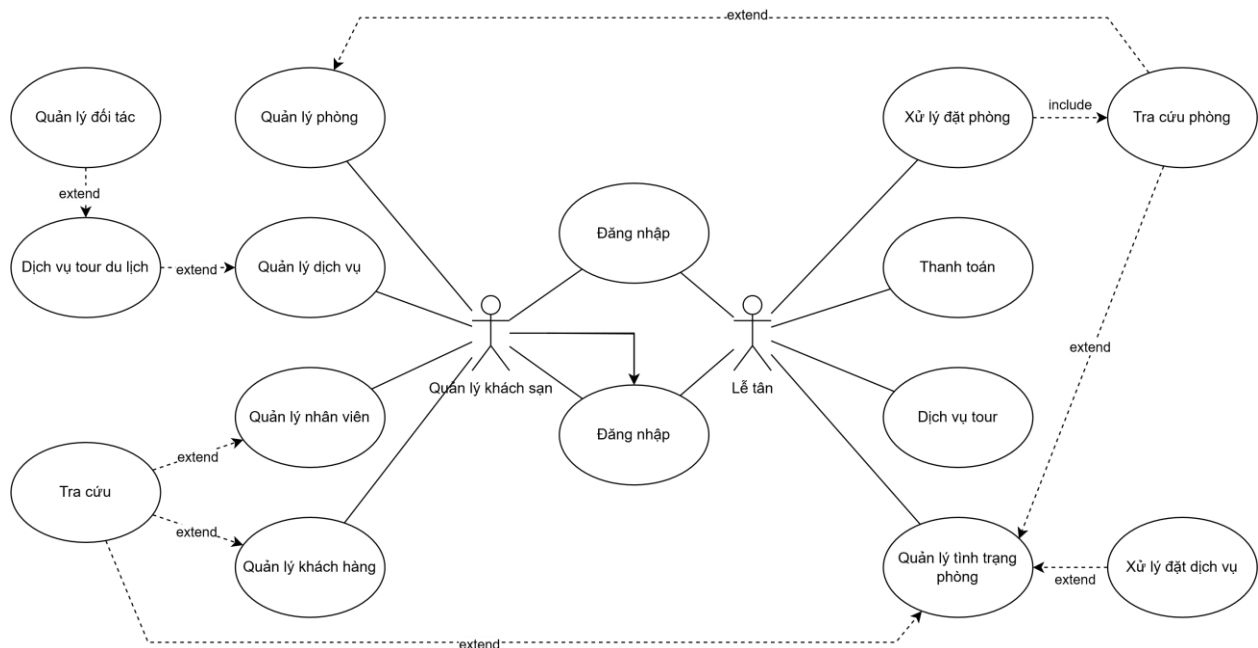 extend
Quản lý đối tác
Quản lý phòng
Xử lý đặt phòng
include
Tra cứu phòng
extend
Đăng nhập
Dịch vụ tour du lịch
extend
Quản lý dịch vụ
Thanh toán
extend
Quản lý khách sạn
Lễ tân
Quản lý nhân viên
Đăng nhập
Dịch vụ tour
extend
Tra cứu
extend
Quản lý khách hàng
Quản lý tình trạng
phòng
extend
Xử lý đặt dịch vụ
extend